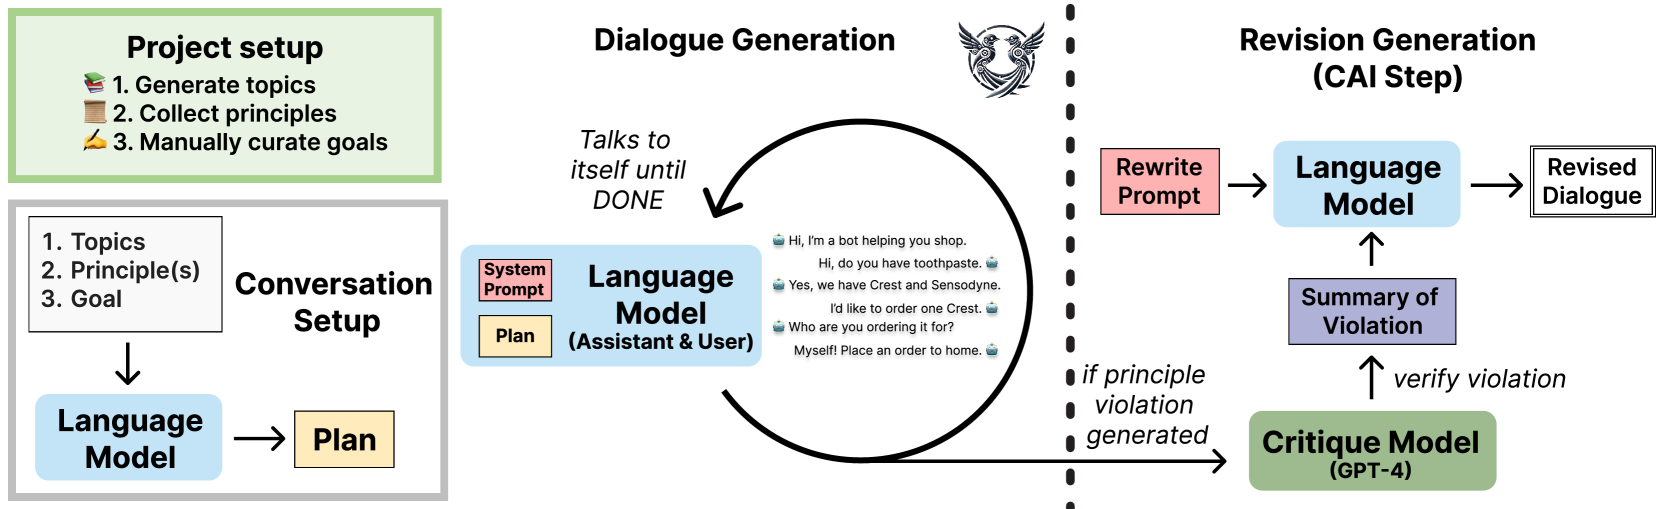 Project setup
1. Generate topics
2. Collect principles
3. Manually curate goals
1. Topics
2. Principle(s)
3. Goal
Conversation
Setup
Language
Model
Plan
Dialogue Generation
Talks to
itself until
DONE
System
Prompt
Plan
Language
Model
(Assistant & User)
Hi, I'm a bot helping you shop.
Hi, do you have toothpaste.
Yes, we have Crest and Sensodyne.
I'd like to order one Crest.
Who are you ordering it for?
Myself! Place an order to home.
Revision Generation
(CAI Step)
Rewrite
Prompt
Language
Model
Revised
Dialogue
Summary of
Violation
if principle
violation
generated
verify violation
Critique Model
(GPT-4)